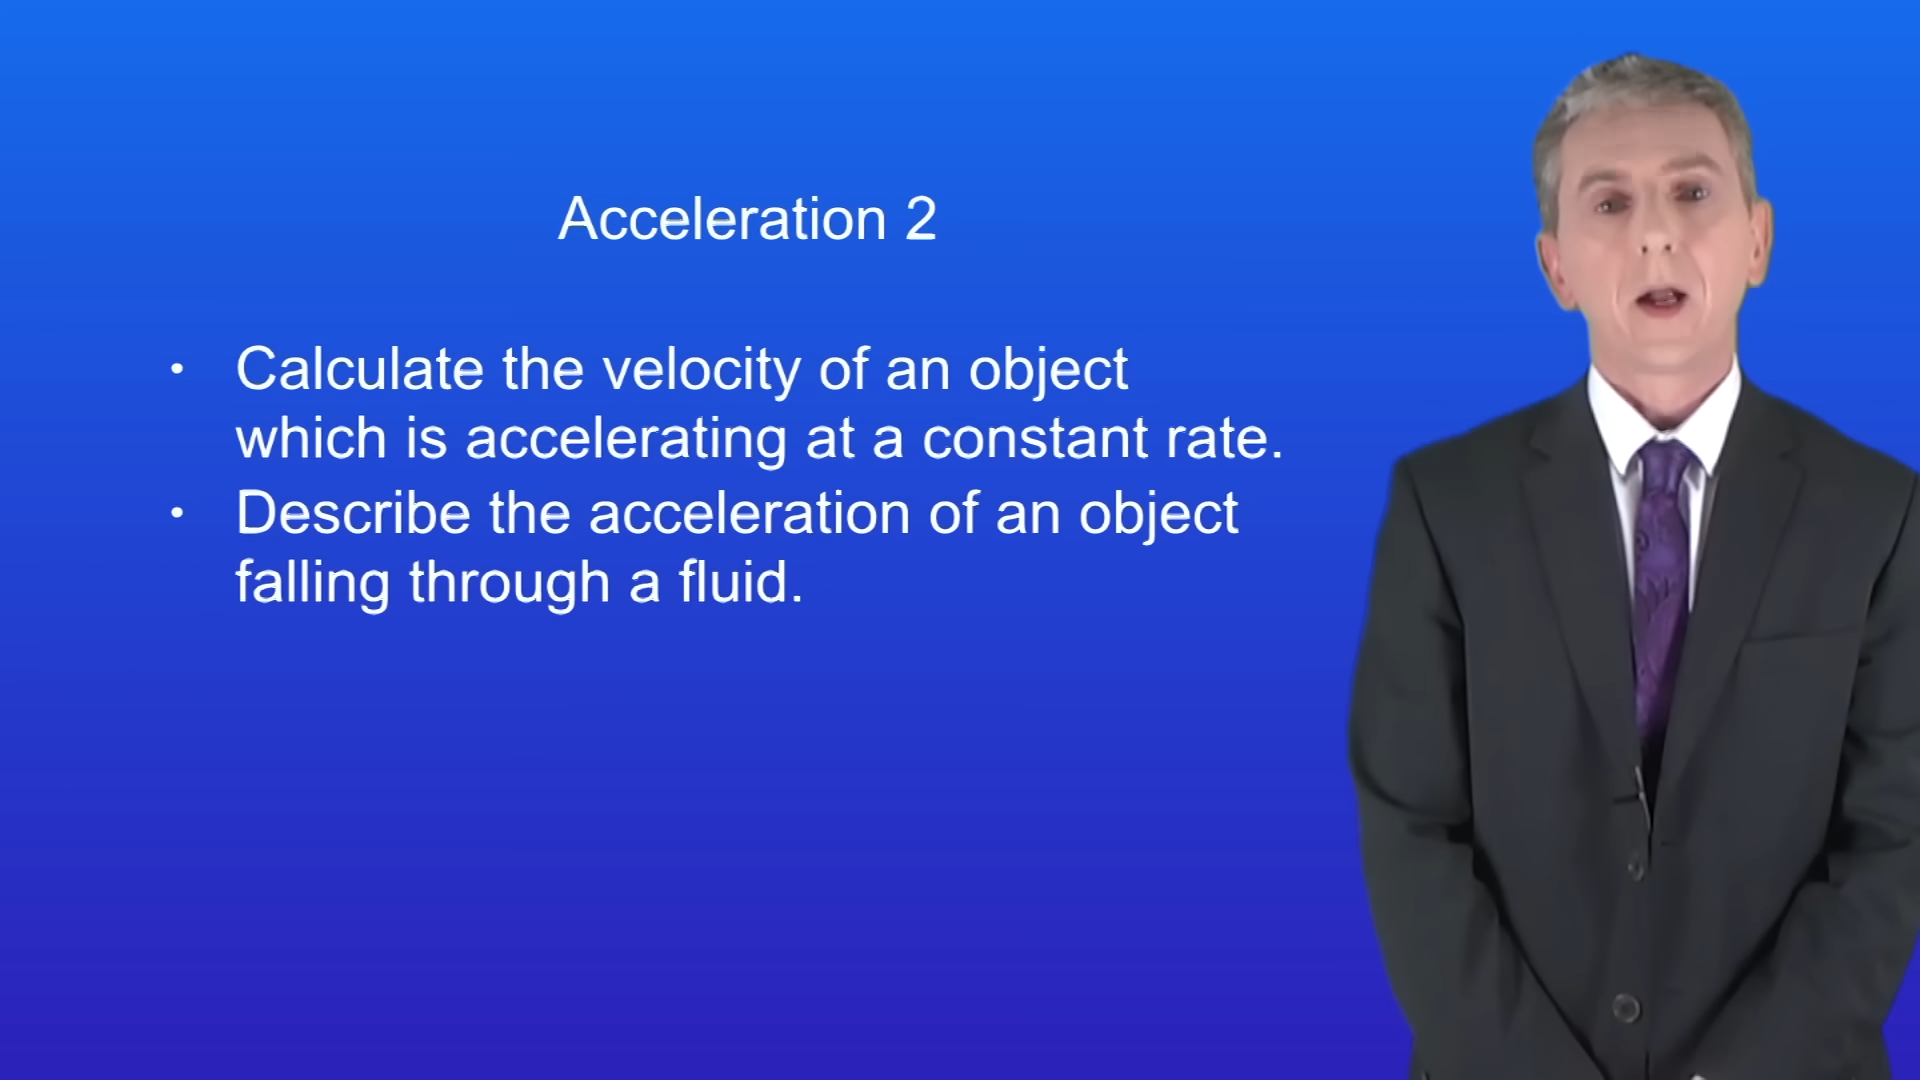 Acceleration 2
• Calculate the velocity of an object
which is accelerating at a constant rate.
• Describe the acceleration of an object
falling through a fluid.